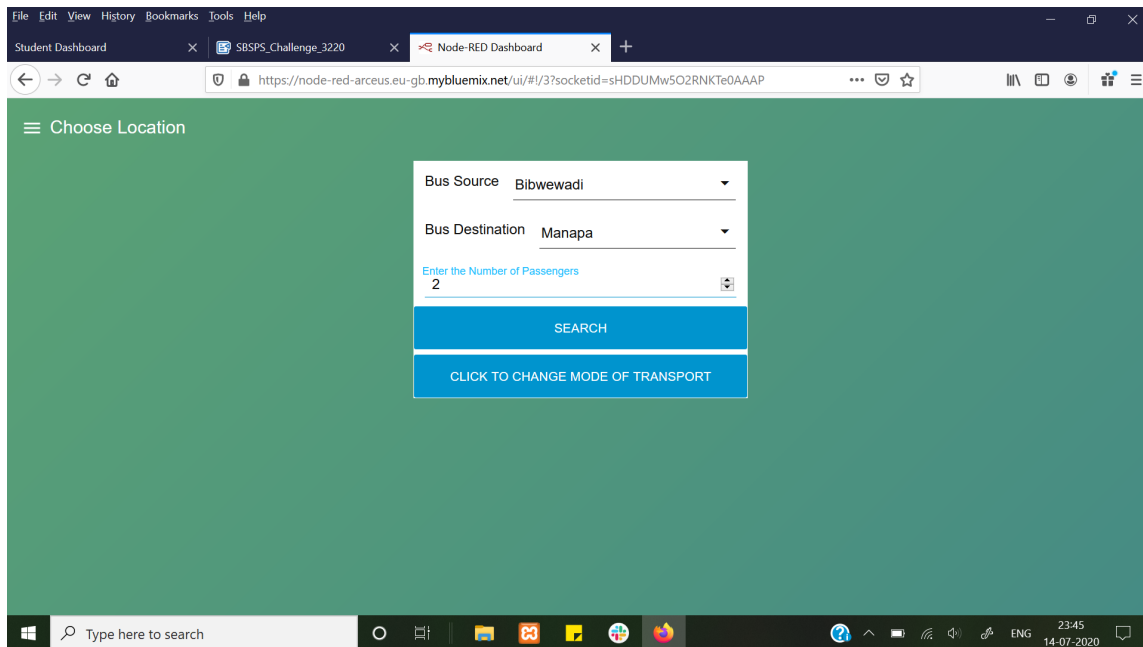 File Edit View History Bookmarks Tools Help
Student Dashboard SBSPS_Challenge_3220 Node-RED Dashboard
https://node-red-arceus.eu-gb.mybluemix.net/ui/#!/3?socketid=sHDDUMw5O2RNKTe0AAAP
Choose Location
Bus Source Bibwewadi
Bus Destination Manapa
Enter the Number of Passengers
2
SEARCH
CLICK TO CHANGE MODE OF TRANSPORT
Type here to search
ENG
23:45
14-07-2020